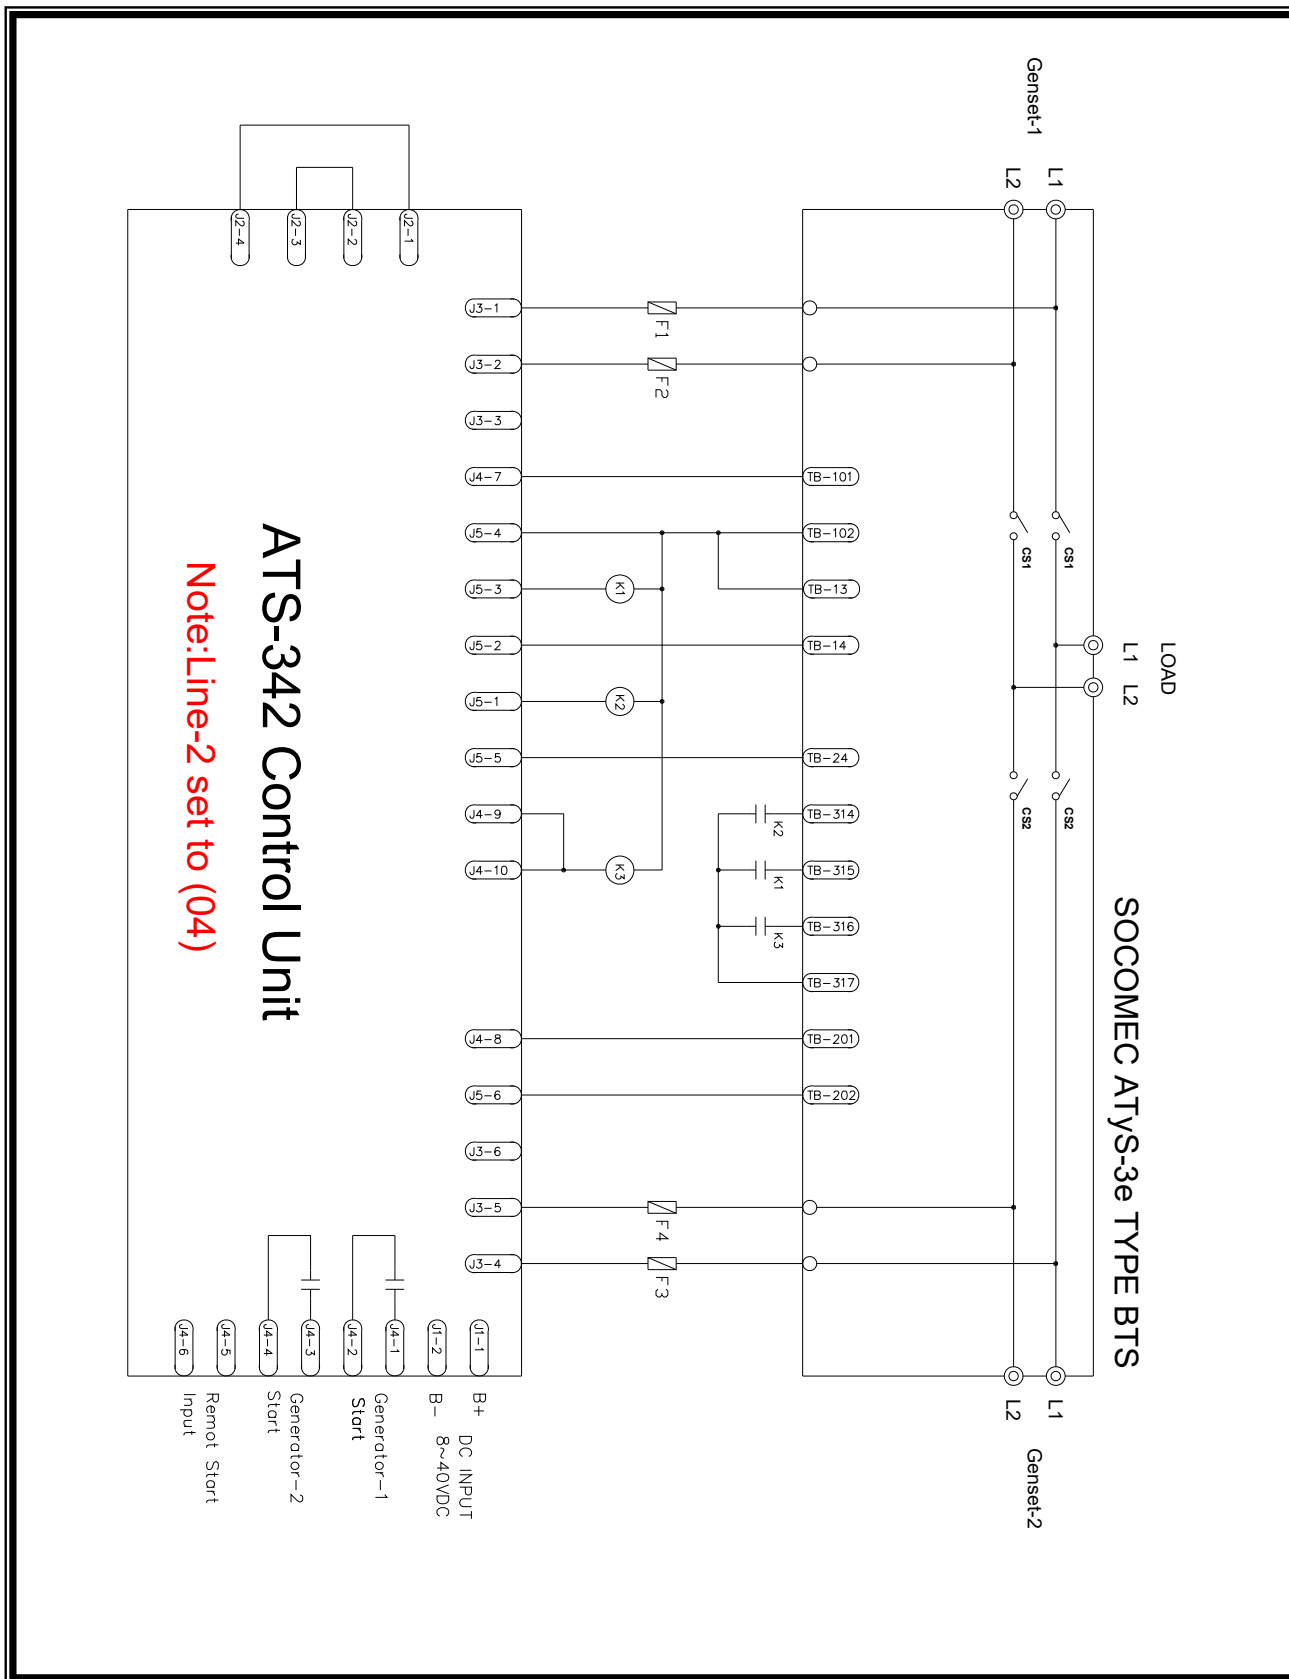 SOCOMEC ATyS-3e TYPE BTS
LOAD
L1 L2
Genset-1
L1
L2
CS1
CS1
CS2
CS2
L1
L2
Genset-2
TB-101
TB-102
TB-13
TB-14
TB-24
TB-314
TB-315
TB-316
TB-317
TB-201
TB-202
K2
K1
K3
F1
F2
F4
F3
K1
K2
K3
J3-1
J3-2
J3-3
J4-7
J5-4
J5-3
J5-2
J5-1
J5-5
J4-9
J4-10
J4-8
J5-6
J3-6
J3-5
J3-4
J2-1
J2-2
J2-3
J2-4
ATS-342 Control Unit
Note:Line-2 set to (04)
J1-1
J1-2
J4-1
J4-2
J4-3
J4-4
J4-5
J4-6
B+ DC INPUT
B- 8~40VDC
Generator-1
Start
Generator-2
Start
Remot Start
Input